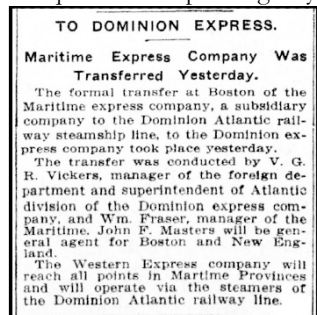 TO DOMINION EXPRESS.
Maritime Express Company Was
Transferred Yesterday.
The formal transfer at Boston of the
Maritime express company, a subsidiary
company to the Dominion Atlantic rail-
way steamship line, to the Dominion ex-
press company took place yesterday.
The transfer was conducted by V. G.
R. Vickers, manager of the foreign de-
partment and superintendent of Atlantic
division of the Dominion express com-
pany, and Wm. Fraser, manager of the
Maritime. John F. Masters will be gen-
eral agent for Boston and New Eng-
land.
The Western Express company will
reach all points in Martime Provinces
and will operate via the steamers of
the Dominion Atlantic railway line.